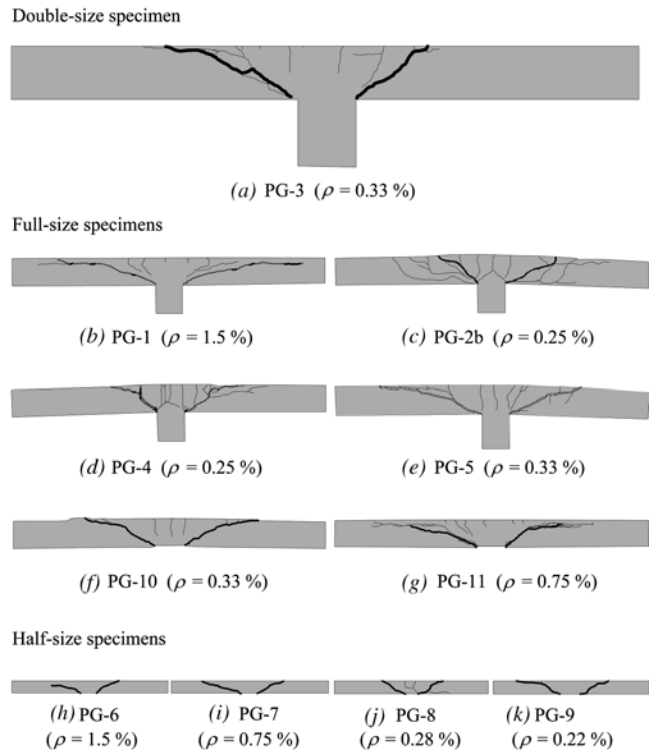 Double-size specimen
(a) PG-3 (ρ = 0.33 %)
Full-size specimens
(b) PG-1 (ρ = 1.5 %)
(c) PG-2b (ρ = 0.25 %)
(d) PG-4 (ρ = 0.25 %)
(e) PG-5 (ρ = 0.33 %)
(f) PG-10 (ρ = 0.33 %)
(g) PG-11 (ρ = 0.75 %)
Half-size specimens
(h) PG-6
(ρ = 1.5 %)
(i) PG-7
(ρ = 0.75 %)
(j) PG-8
(ρ = 0.28 %)
(k) PG-9
(ρ = 0.22 %)